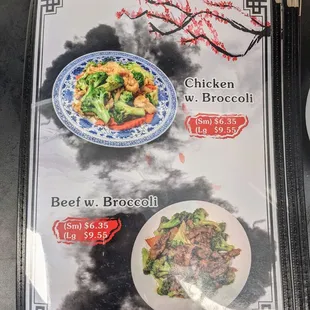 Chicken
w. Broccoli
(Sm) $6.35
(Lg   $9.55
Beef w. Broccoli
(Sm) $6.35
(Lg   $9.55